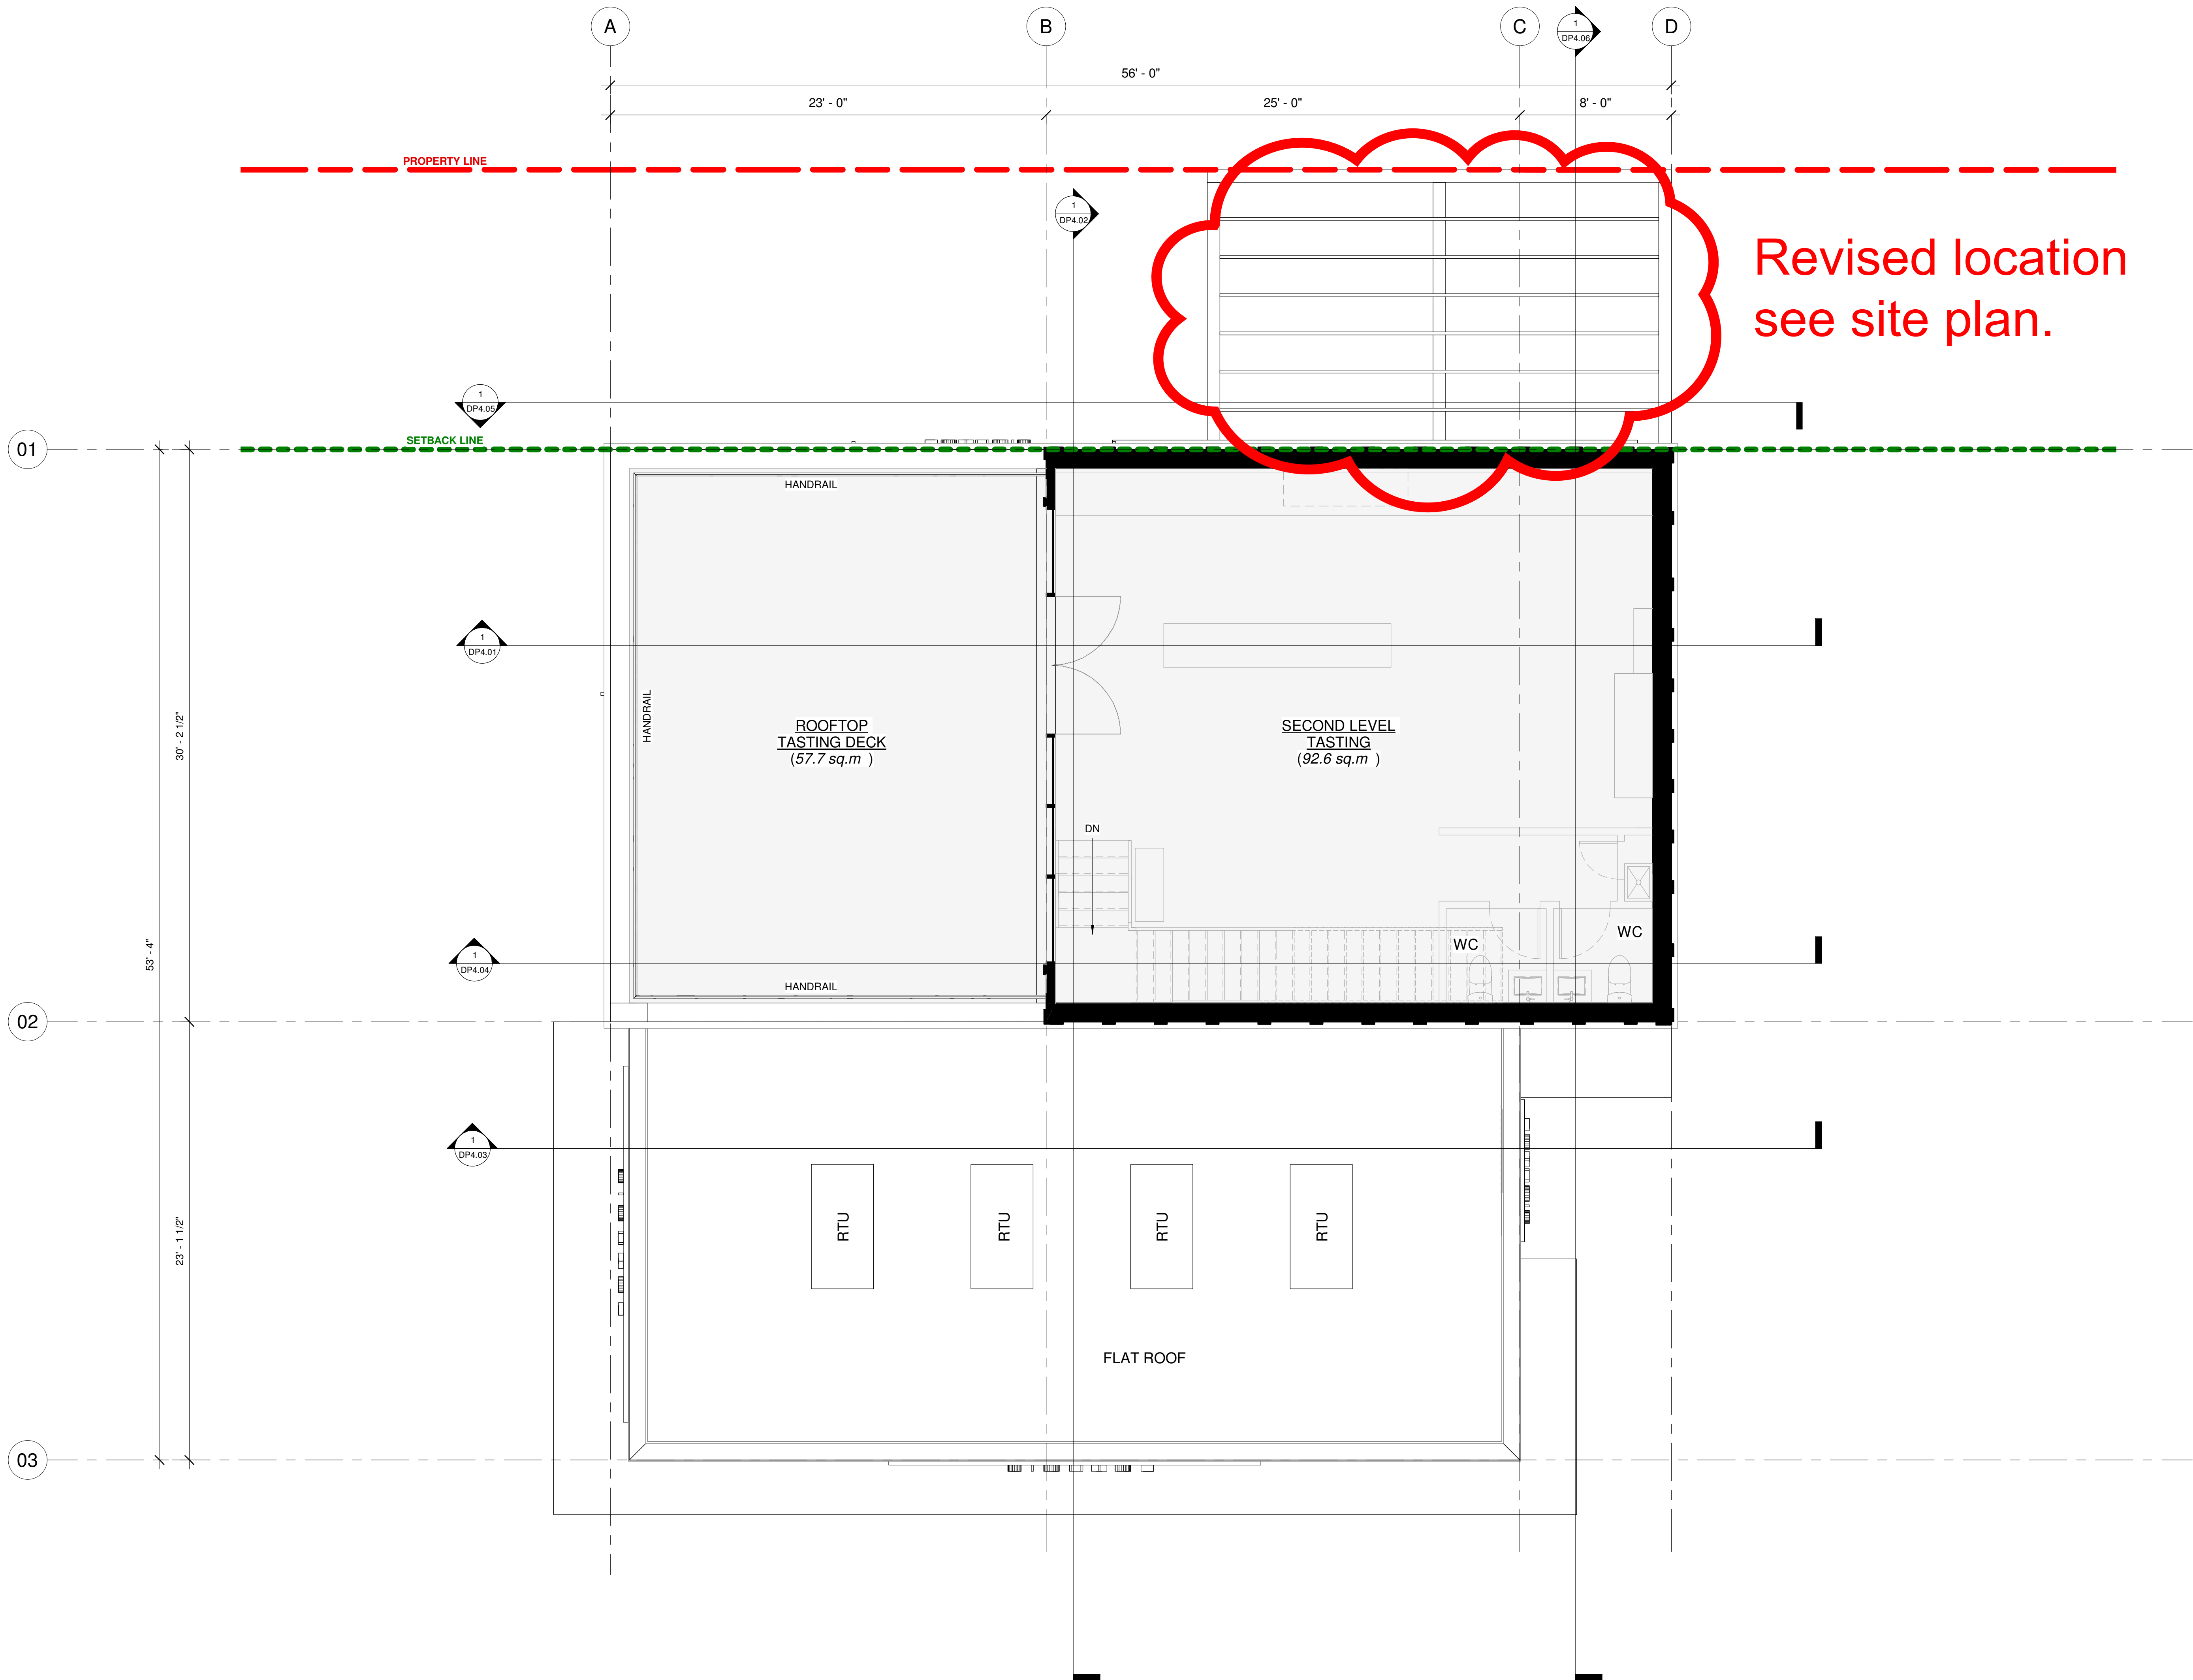 A
B
C
D
1
DP4.06
56' - 0"
23' - 0"
25' - 0"
8' - 0"
PROPERTY LINE
1
DP4.02
Revised location
see site plan.
1
DP4.05
SETBACK LINE
01
HANDRAIL
1
DP4.01
HANDRAIL
30' - 2 1/2"
ROOFTOP
TASTING DECK
(57.7 sq.m )
SECOND LEVEL
TASTING
(92.6 sq.m )
DN
WC
WC
53' - 4"
1
DP4.04
HANDRAIL
02
1
DP4.03
RTU
RTU
RTU
RTU
23' - 1 1/2"
FLAT ROOF
03